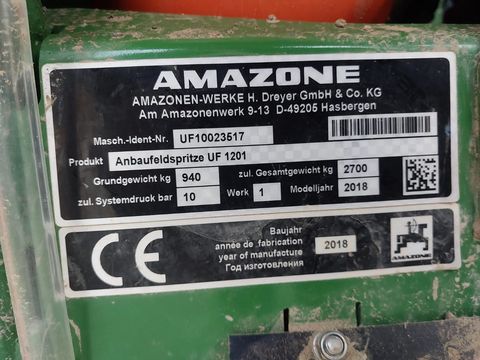 AMAZONE
AMAZONEN-WERKE H. Dreyer GmbH & Co. KG
Am Amazonenwerk 9-13 D-49205 Hasbergen
Masch.-Ident-Nr. UF10023517
Produkt Anbaufeldspritze UF 1201
Grundgewicht kg 940 zul. Gesamtgewicht kg 2700
zul. Systemdruck bar 10 Werk 1 Modelljahr 2018
CE
Baujahr
année de fabrication
year of manufacture
Год изготовления
2018
AMAZONE